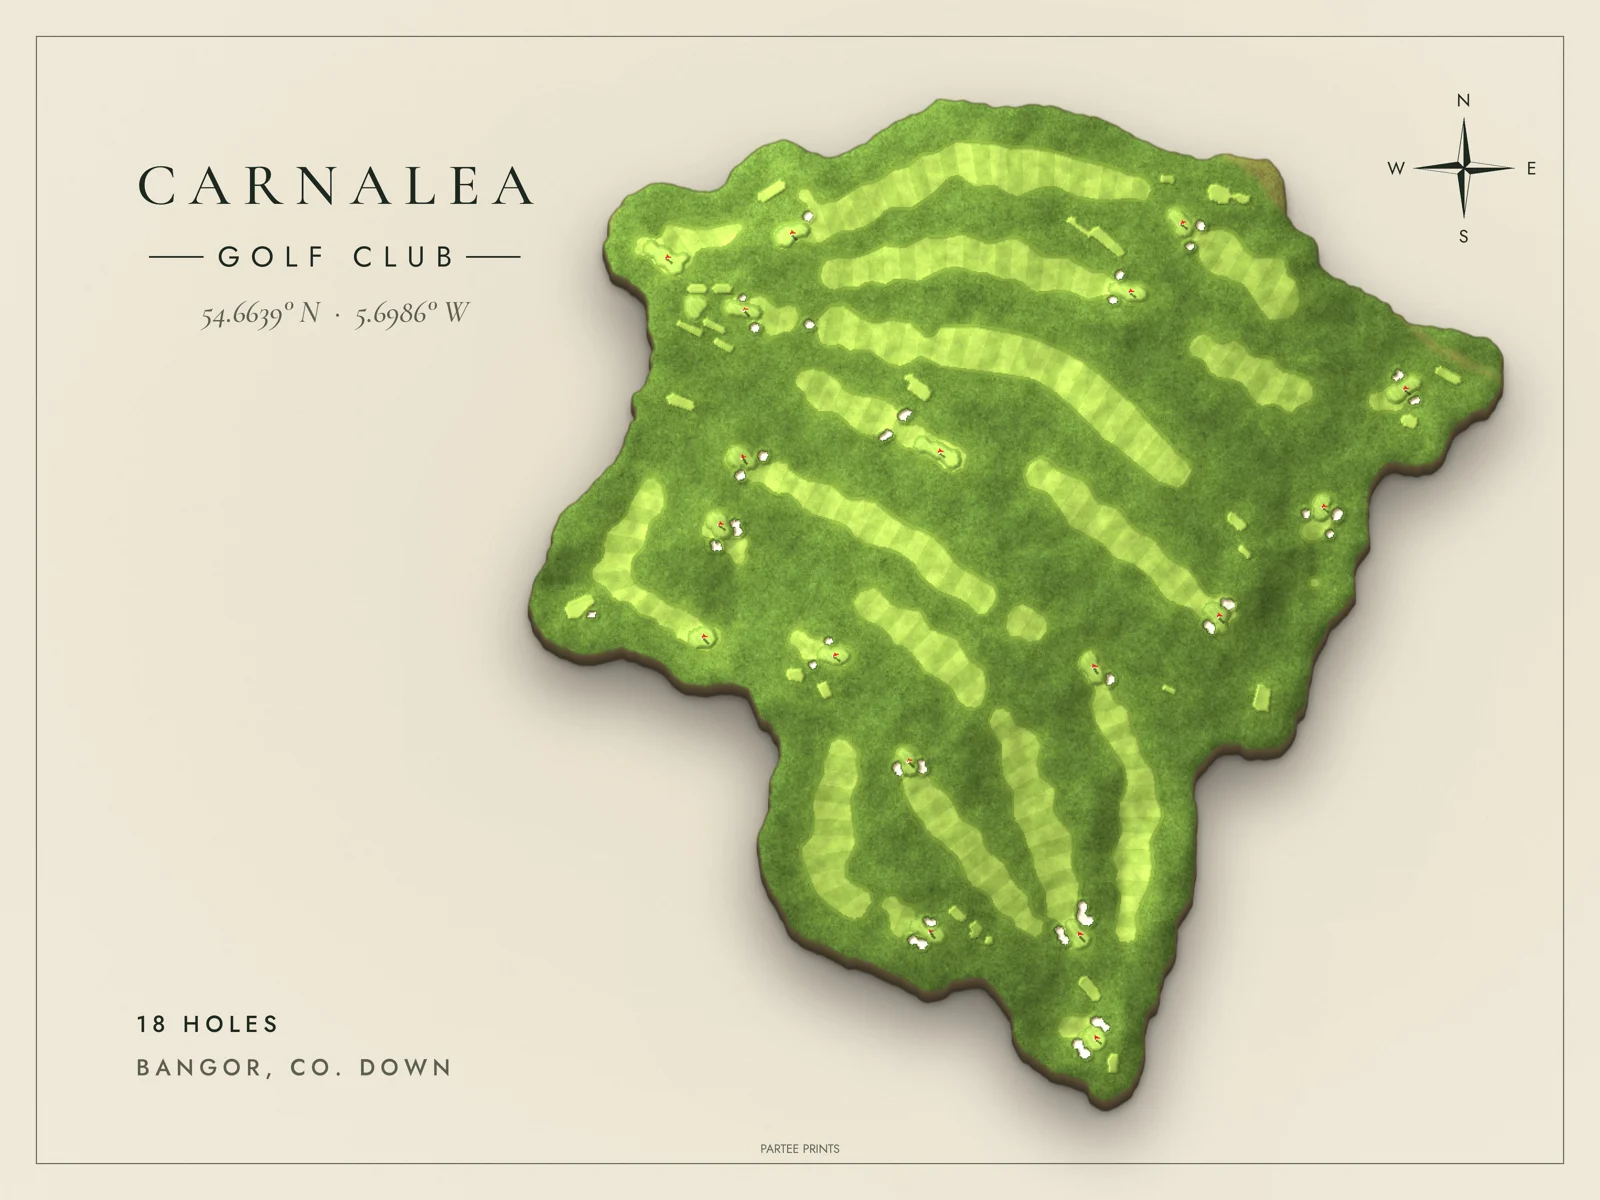 CARNALEA
GOLF CLUB
54.6639° N · 5.6986° W
N
W E
S
18 HOLES
BANGOR, CO. DOWN
PARTEE PRINTS